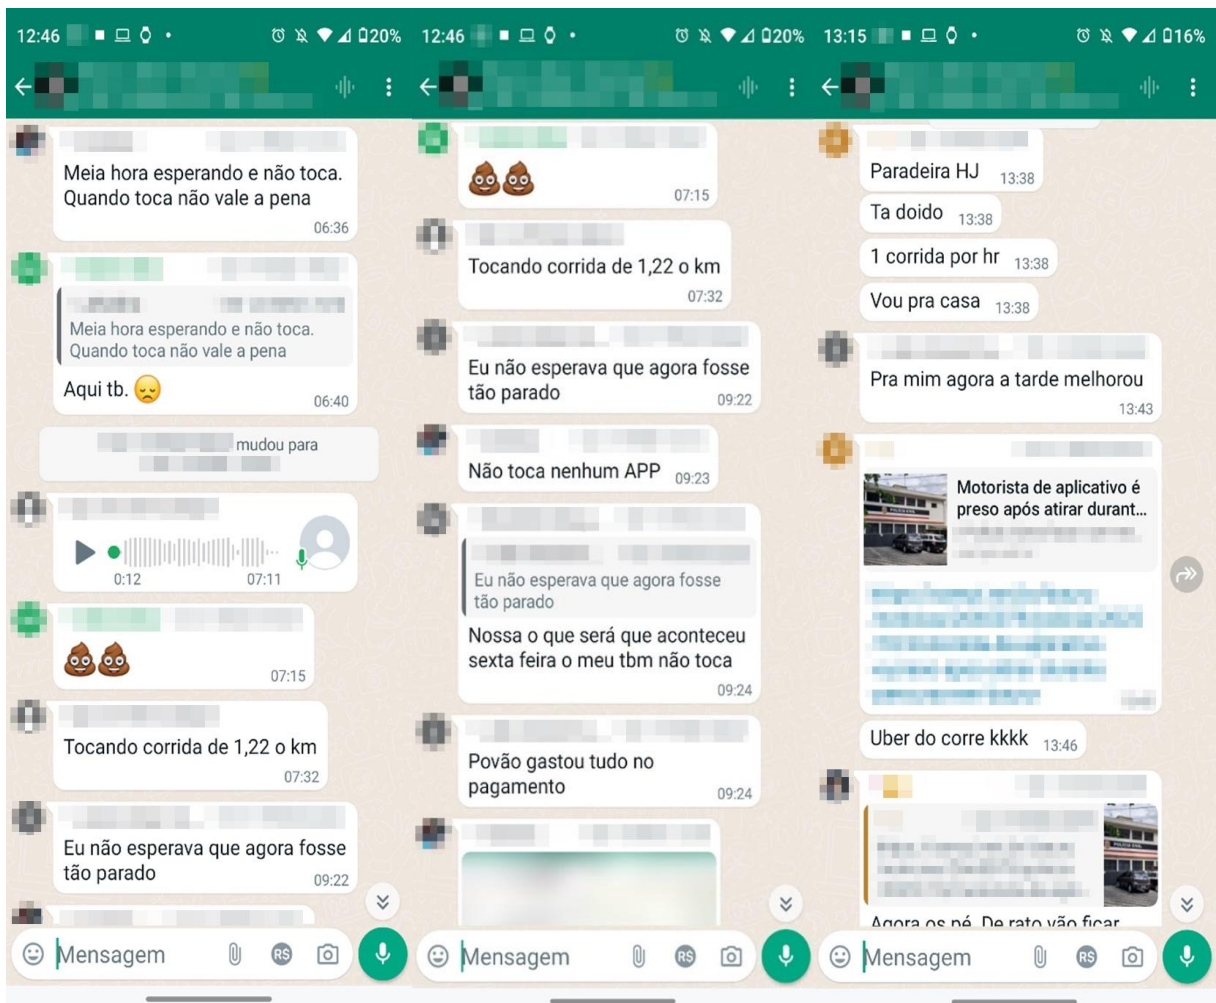 12:46
20%
Meia hora esperando e não toca.
Quando toca não vale a pena
06:36
Meia hora esperando e não toca.
Quando toca não vale a pena
Aqui tb. 😞
06:40
mudou para
0:12
07:11
💩💩
07:15
Tocando corrida de 1,22 o km
07:32
Eu não esperava que agora fosse
tão parado
09:22
Mensagem
R$
12:46
20%
💩💩
07:15
Tocando corrida de 1,22 o km
07:32
Eu não esperava que agora fosse
tão parado
09:22
Não toca nenhum APP 09:23
Eu não esperava que agora fosse
tão parado
Nossa o que será que aconteceu
sexta feira o meu tbm não toca
09:24
Povão gastou tudo no
pagamento
09:24
Mensagem
R$
13:15
16%
Paradeira HJ 13:38
Ta doido 13:38
1 corrida por hr 13:38
Vou pra casa 13:38
Pra mim agora a tarde melhorou
13:43
Motorista de aplicativo é
preso após atirar durant...
Uber do corre kkkk 13:46
Agora os pé. De rato vão ficar
Mensagem
R$